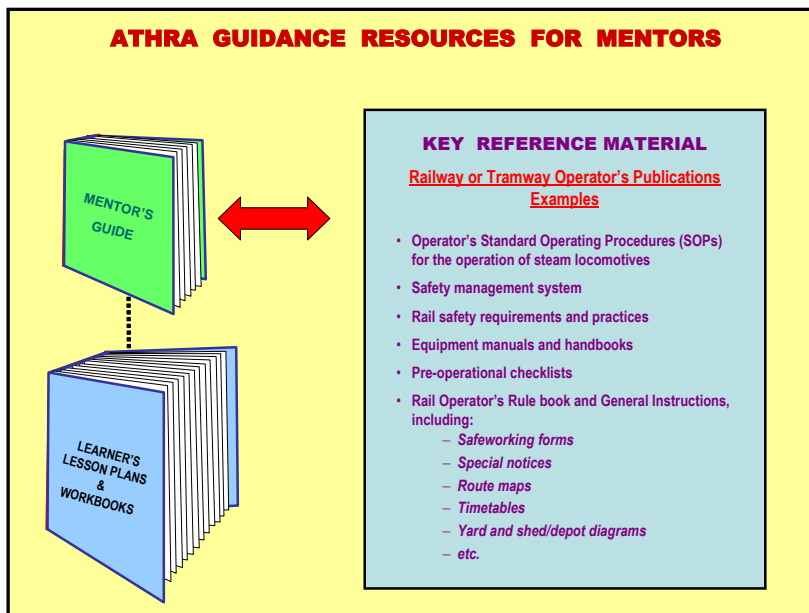 ATHRA GUIDANCE RESOURCES FOR MENTORS
MENTOR'S
GUIDE
LEARNER'S
LESSON PLANS
&
WORKBOOKS
KEY REFERENCE MATERIAL
Railway or Tramway Operator's Publications
Examples
• Operator's Standard Operating Procedures (SOPs)
for the operation of steam locomotives
• Safety management system
• Rail safety requirements and practices
• Equipment manuals and handbooks
• Pre-operational checklists
• Rail Operator's Rule book and General Instructions,
including:
– Safeworking forms
– Special notices
– Route maps
– Timetables
– Yard and shed/depot diagrams
– etc.